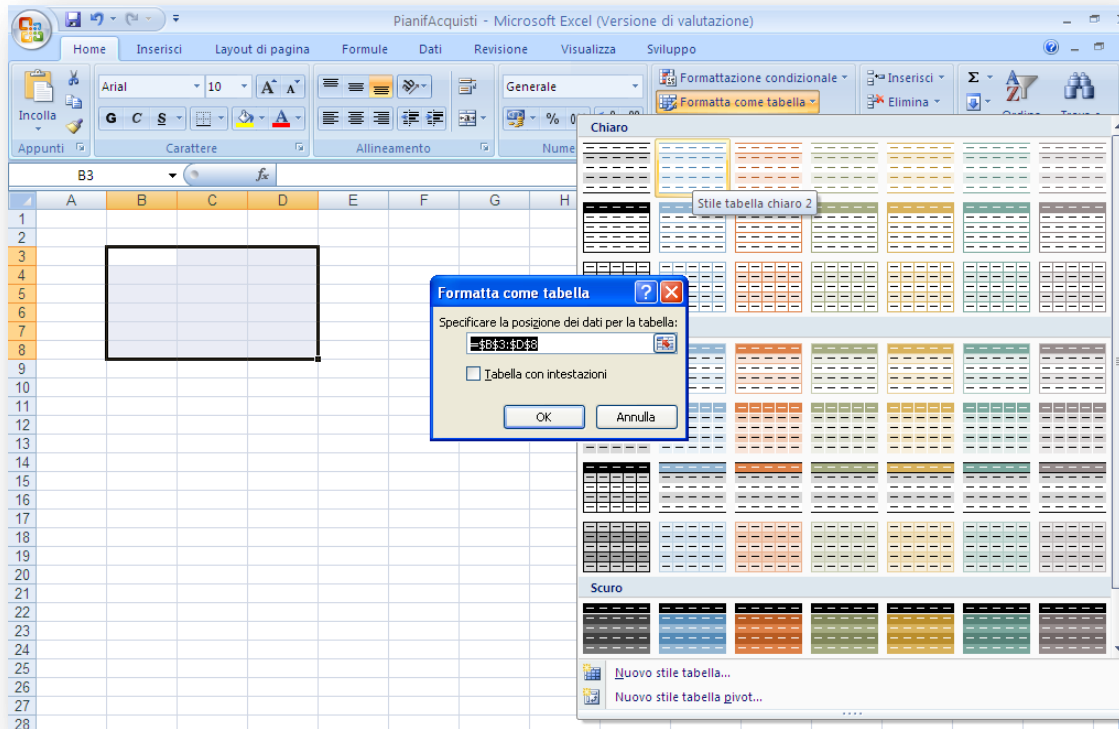 PianifAcquisti - Microsoft Excel (Versione di valutazione)
Home Inserisci Layout di pagina Formule Dati Revisione Visualizza Sviluppo
Incolla
Arial 10
G C S
Generale
%
Formattazione condizionale
Formatta come tabella
Inserisci
Elimina
Σ
Appunti Carattere Allineamento
B3 fx
A B C D E F G H
1
2
3
4
5
6
7
8
9
10
11
12
13
14
15
16
17
18
19
20
21
22
23
24
25
26
27
28
Chiaro
Stile tabella chiaro 2
Formatta come tabella
Specificare la posizione dei dati per la tabella:
=$B$3:$D$8
Tabella con intestazioni
OK Annulla
Scuro
Nuovo stile tabella...
Nuovo stile tabella pivot...